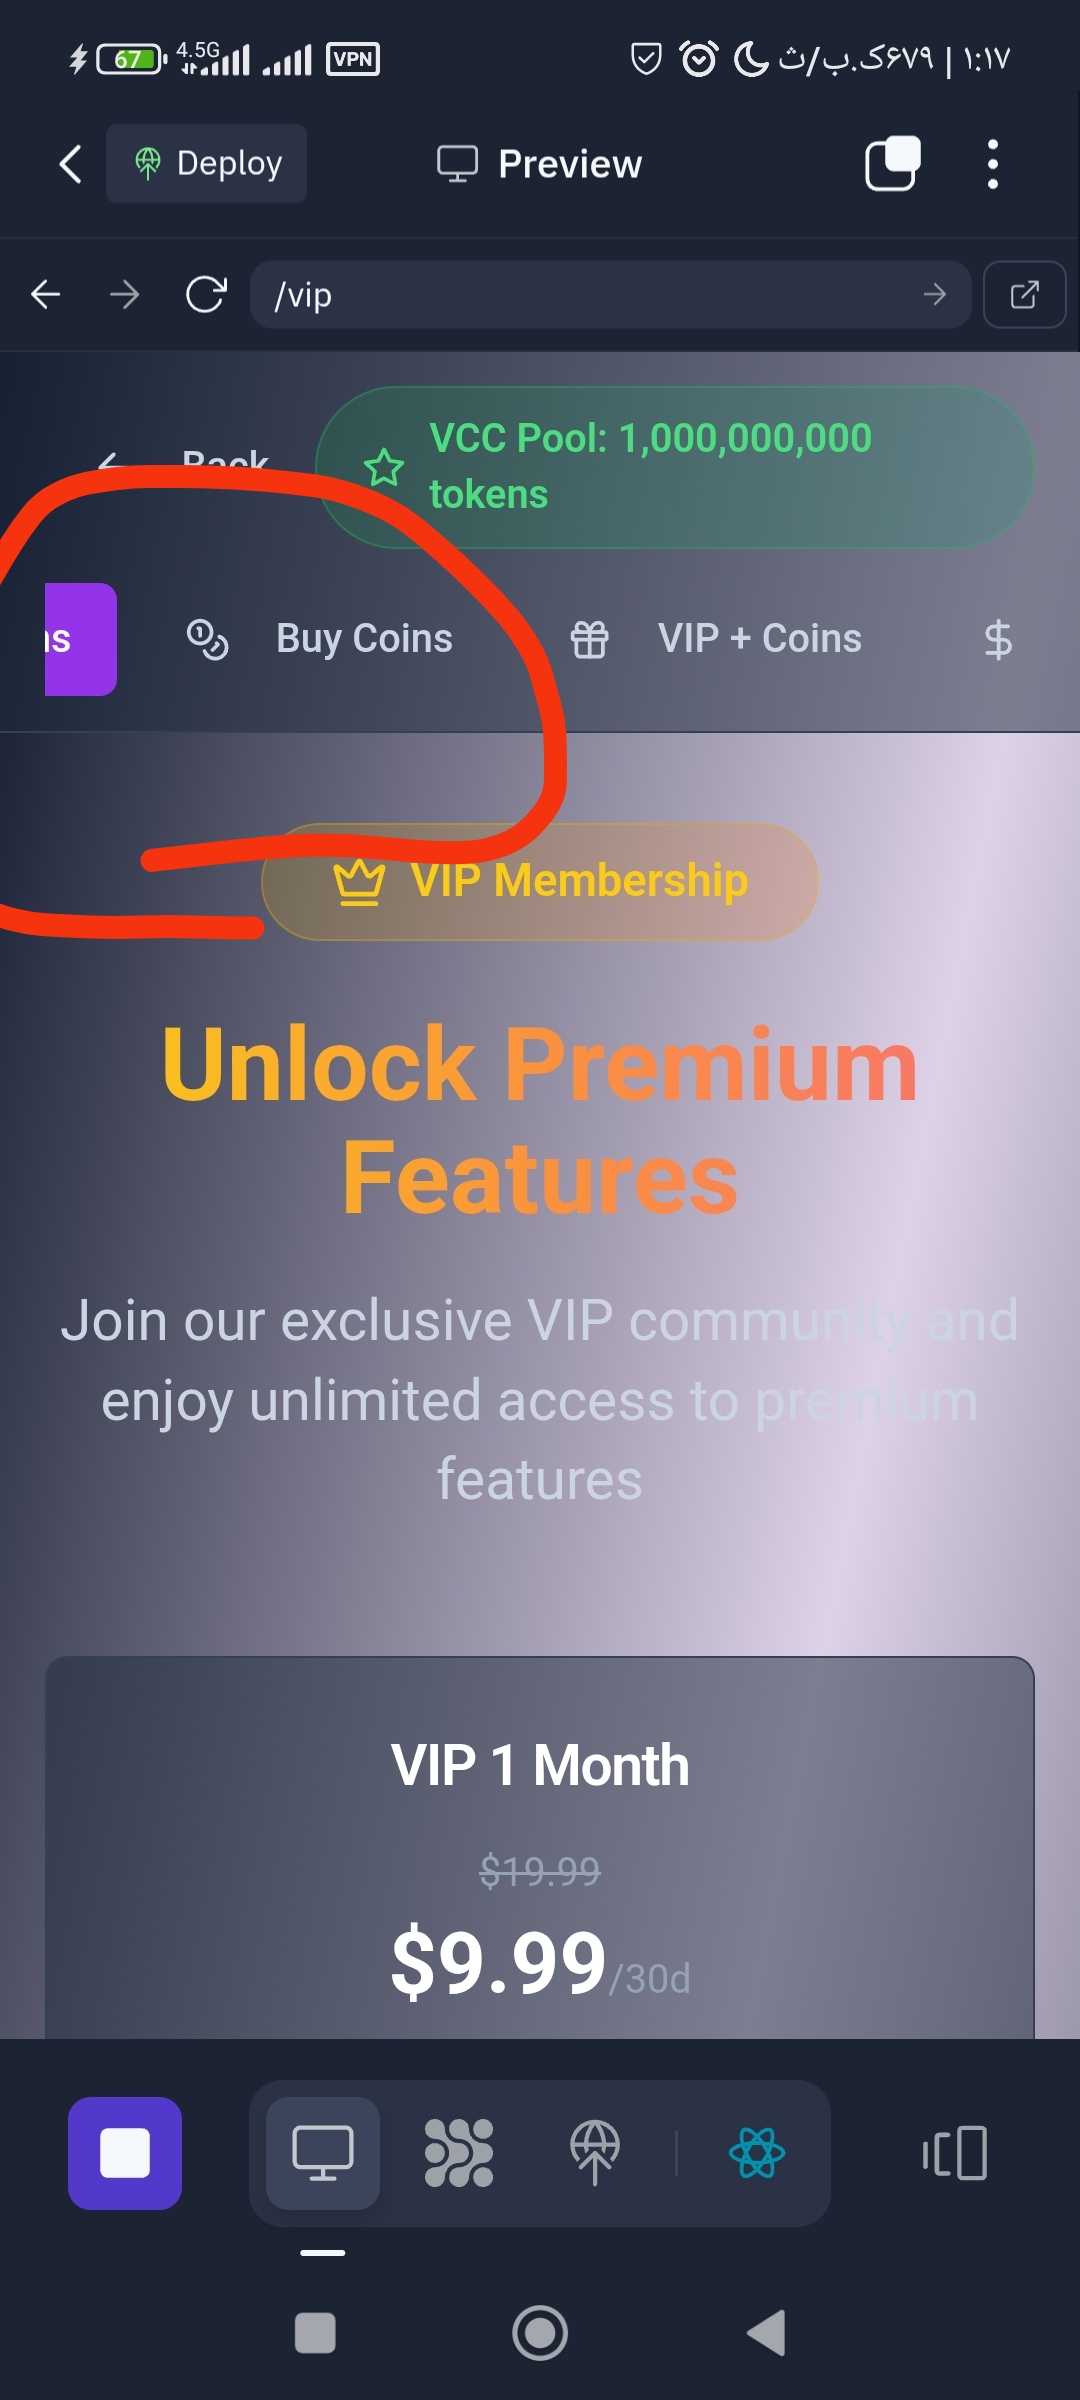 67 4.5G VPN ۶۷۹ک.ب/ث | ۱:۱۷
Deploy Preview
/vip
Back
VCC Pool: 1,000,000,000
tokens
Buy Coins VIP + Coins $
VIP Membership
Unlock Premium
Features
Join our exclusive VIP community and
enjoy unlimited access to premium
features
VIP 1 Month
$19.99
$9.99/30d